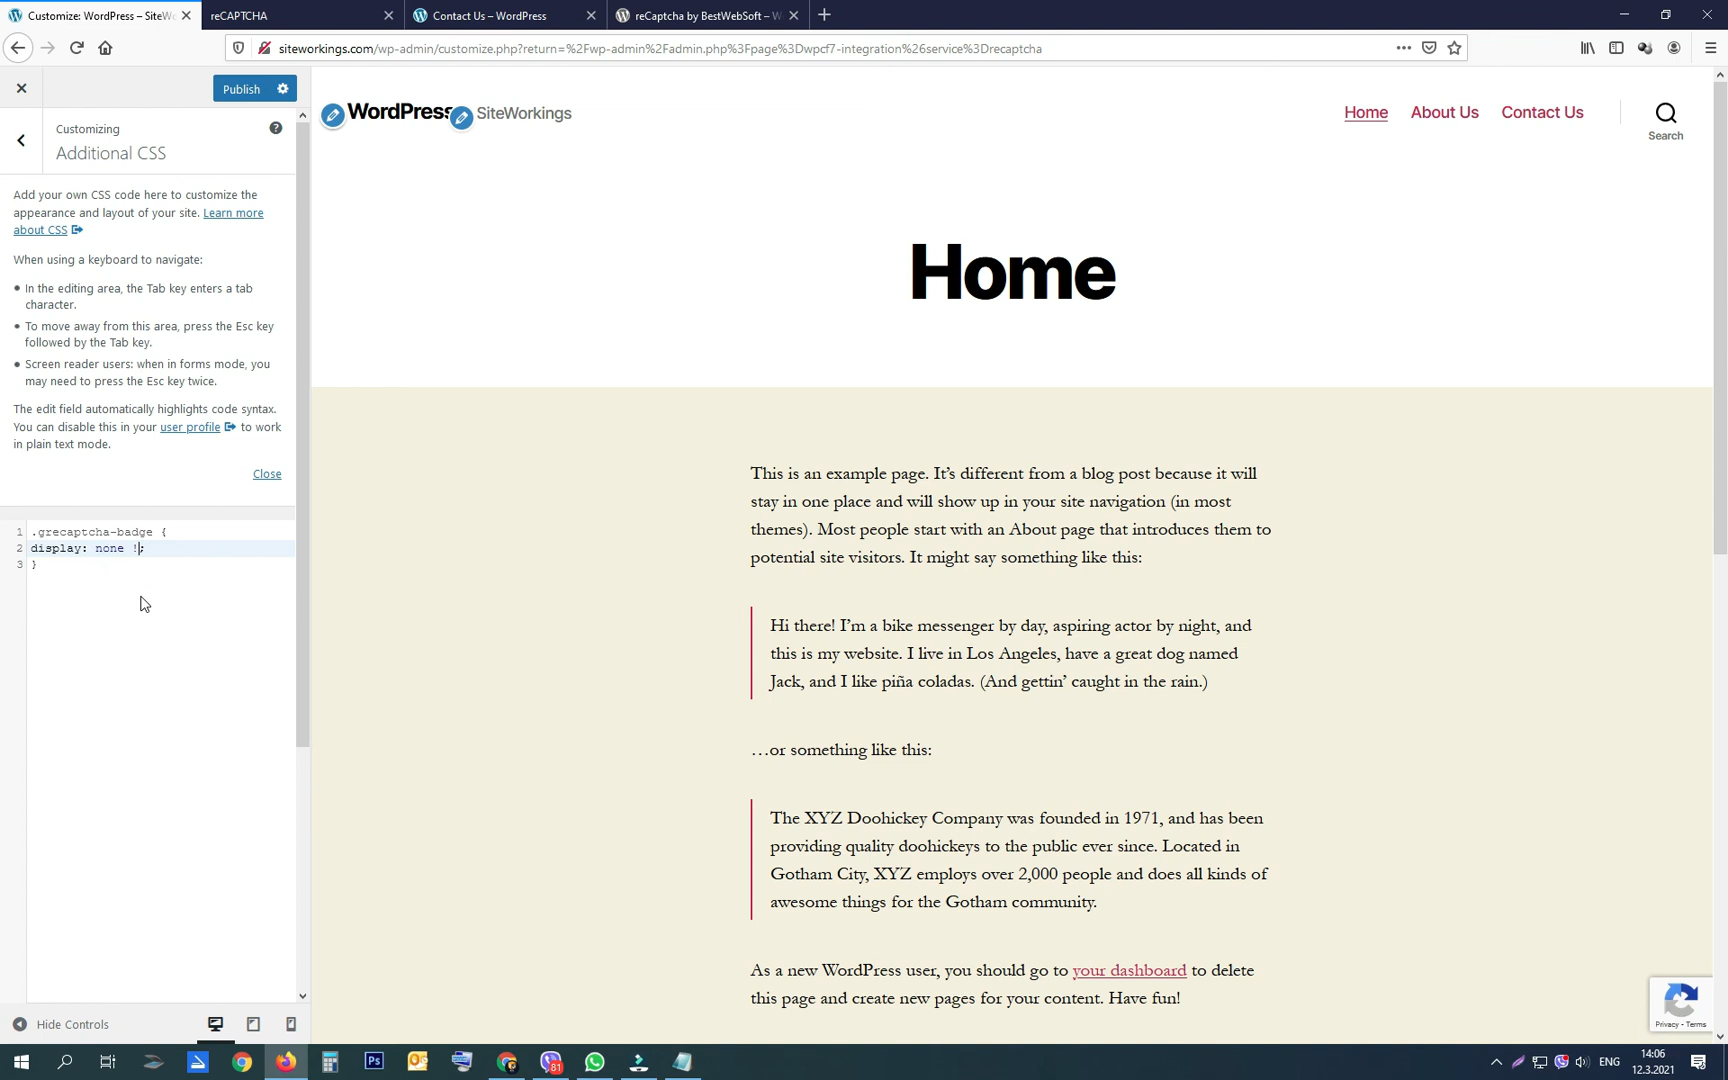 Customize: WordPress – SiteWo
reCAPTCHA
Contact Us – WordPress
reCaptcha by BestWebSoft – W
siteworkings.com/wp-admin/customize.php?return=%2Fwp-admin%2Fadmin.php%3Fpage%3Dwpcf7-integration%26service%3Drecaptcha
Publish
Customizing
Additional CSS
Add your own CSS code here to customize the
appearance and layout of your site. Learn more
about CSS
When using a keyboard to navigate:
In the editing area, the Tab key enters a tab
character.
To move away from this area, press the Esc key
followed by the Tab key.
Screen reader users: when in forms mode, you
may need to press the Esc key twice.
The edit field automatically highlights code syntax.
You can disable this in your user profile to work
in plain text mode.
Close
1 .grecaptcha-badge {
2 display: none !;
3 }
Hide Controls
WordPress
SiteWorkings
Home
About Us
Contact Us
Search
Home
This is an example page. It’s different from a blog post because it will
stay in one place and will show up in your site navigation (in most
themes). Most people start with an About page that introduces them to
potential site visitors. It might say something like this:
Hi there! I’m a bike messenger by day, aspiring actor by night, and
this is my website. I live in Los Angeles, have a great dog named
Jack, and I like piña coladas. (And gettin’ caught in the rain.)
…or something like this:
The XYZ Doohickey Company was founded in 1971, and has been
providing quality doohickeys to the public ever since. Located in
Gotham City, XYZ employs over 2,000 people and does all kinds of
awesome things for the Gotham community.
As a new WordPress user, you should go to your dashboard to delete
this page and create new pages for your content. Have fun!
Privacy - Terms
Ps
81
ENG
14:06
12.3.2021